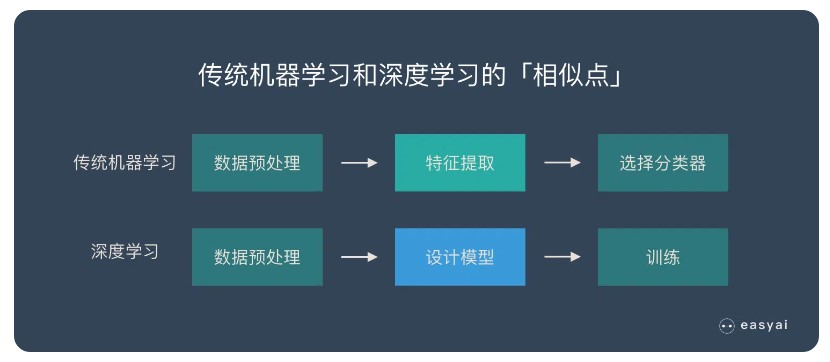 传统机器学习和深度学习的「相似点」
传统机器学习 数据预处理 特征提取 选择分类器
深度学习 数据预处理 设计模型 训练
easyai